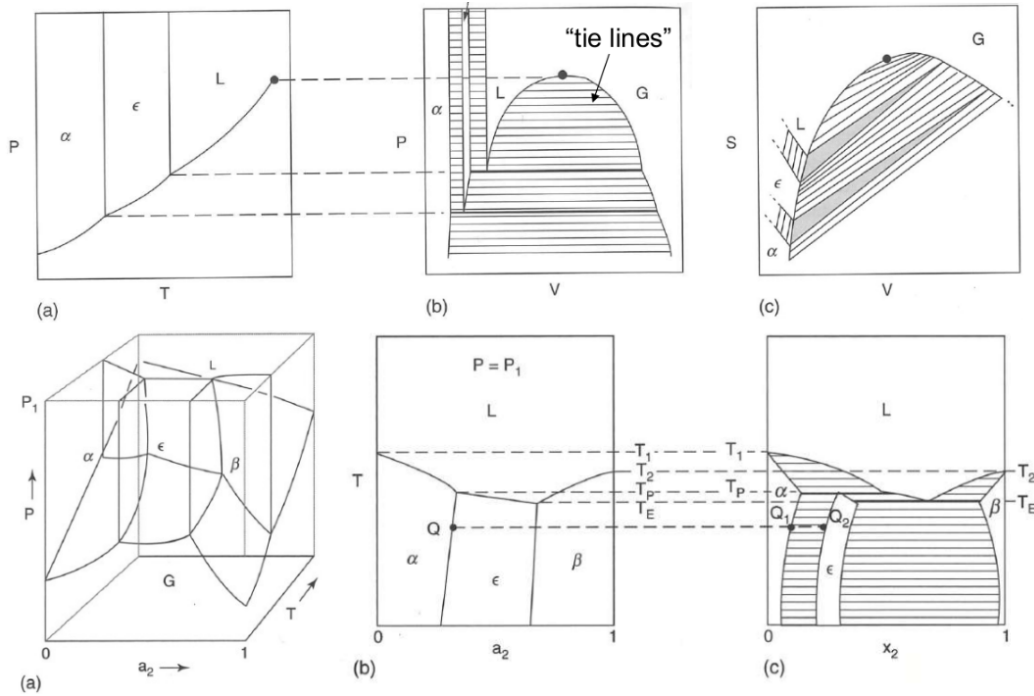 α
ε
L
P
T
(a)
"tie lines"
α
L
G
P
V
(b)
G
L
S
ε
α
V
(c)
L
P₁
α
ε
β
P
G
T
0
1
a₂
(a)
P = P₁
L
T
T₁
T₂
T_P
T_E
Q
α
ε
β
0
1
a₂
(b)
L
T₁
T₂
T_P
α
β
T_E
Q₁
Q₂
ε
0
1
x₂
(c)